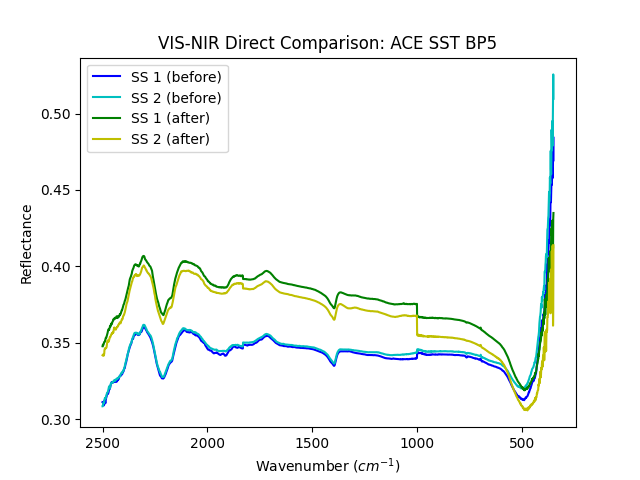 VIS-NIR Direct Comparison: ACE SST BP5
SS 1 (before)
SS 2 (before)
SS 1 (after)
SS 2 (after)
0.50
0.45
0.40
0.35
0.30
Reflectance
2500 2000 1500 1000 500
Wavenumber (cm⁻¹)